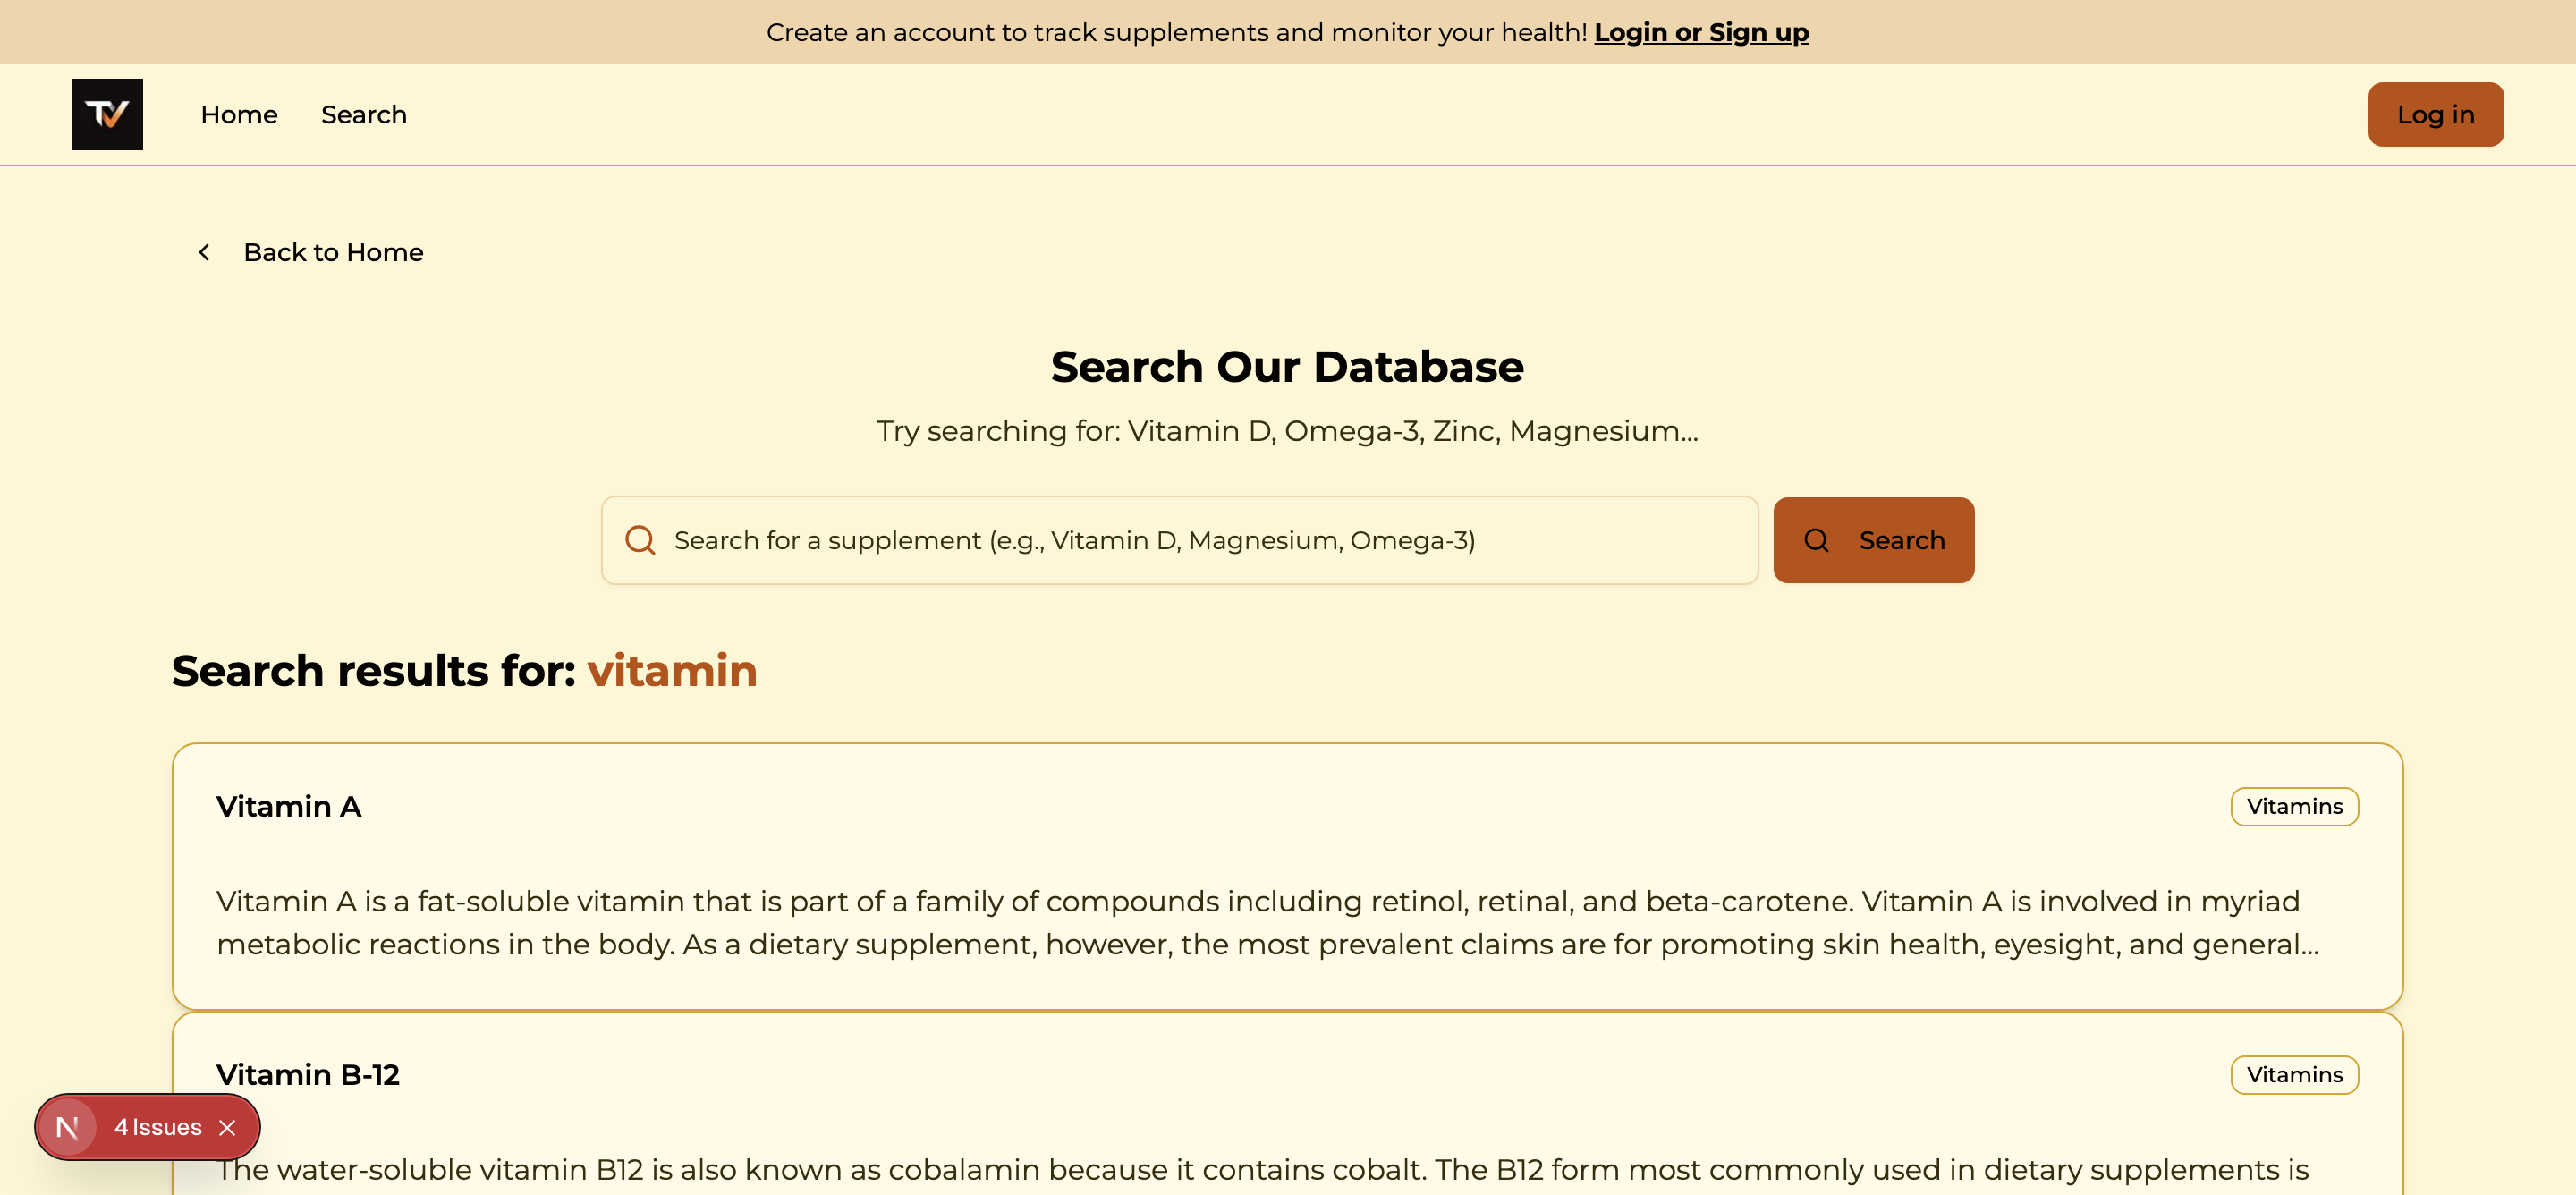 Create an account to track supplements and monitor your health! Login or Sign up
TV
Home
Search
Log in
Back to Home
Search Our Database
Try searching for: Vitamin D, Omega-3, Zinc, Magnesium...
Search for a supplement (e.g., Vitamin D, Magnesium, Omega-3)
Search
Search results for: vitamin
Vitamin A
Vitamins
Vitamin A is a fat-soluble vitamin that is part of a family of compounds including retinol, retinal, and beta-carotene. Vitamin A is involved in myriad
metabolic reactions in the body. As a dietary supplement, however, the most prevalent claims are for promoting skin health, eyesight, and general...
Vitamin B-12
Vitamins
N 4 Issues
The water-soluble vitamin B12 is also known as cobalamin because it contains cobalt. The B12 form most commonly used in dietary supplements is